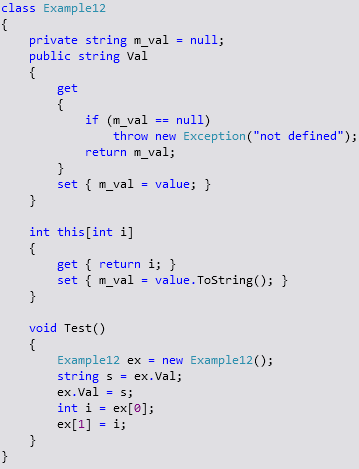 class Example12
{
    private string m_val = null;
    public string Val
    {
        get
        {
            if (m_val == null)
                throw new Exception("not defined");
            return m_val;
        }
        set { m_val = value; }
    }

    int this[int i]
    {
        get { return i; }
        set { m_val = value.ToString(); }
    }

    void Test()
    {
        Example12 ex = new Example12();
        string s = ex.Val;
        ex.Val = s;
        int i = ex[0];
        ex[1] = i;
    }
}